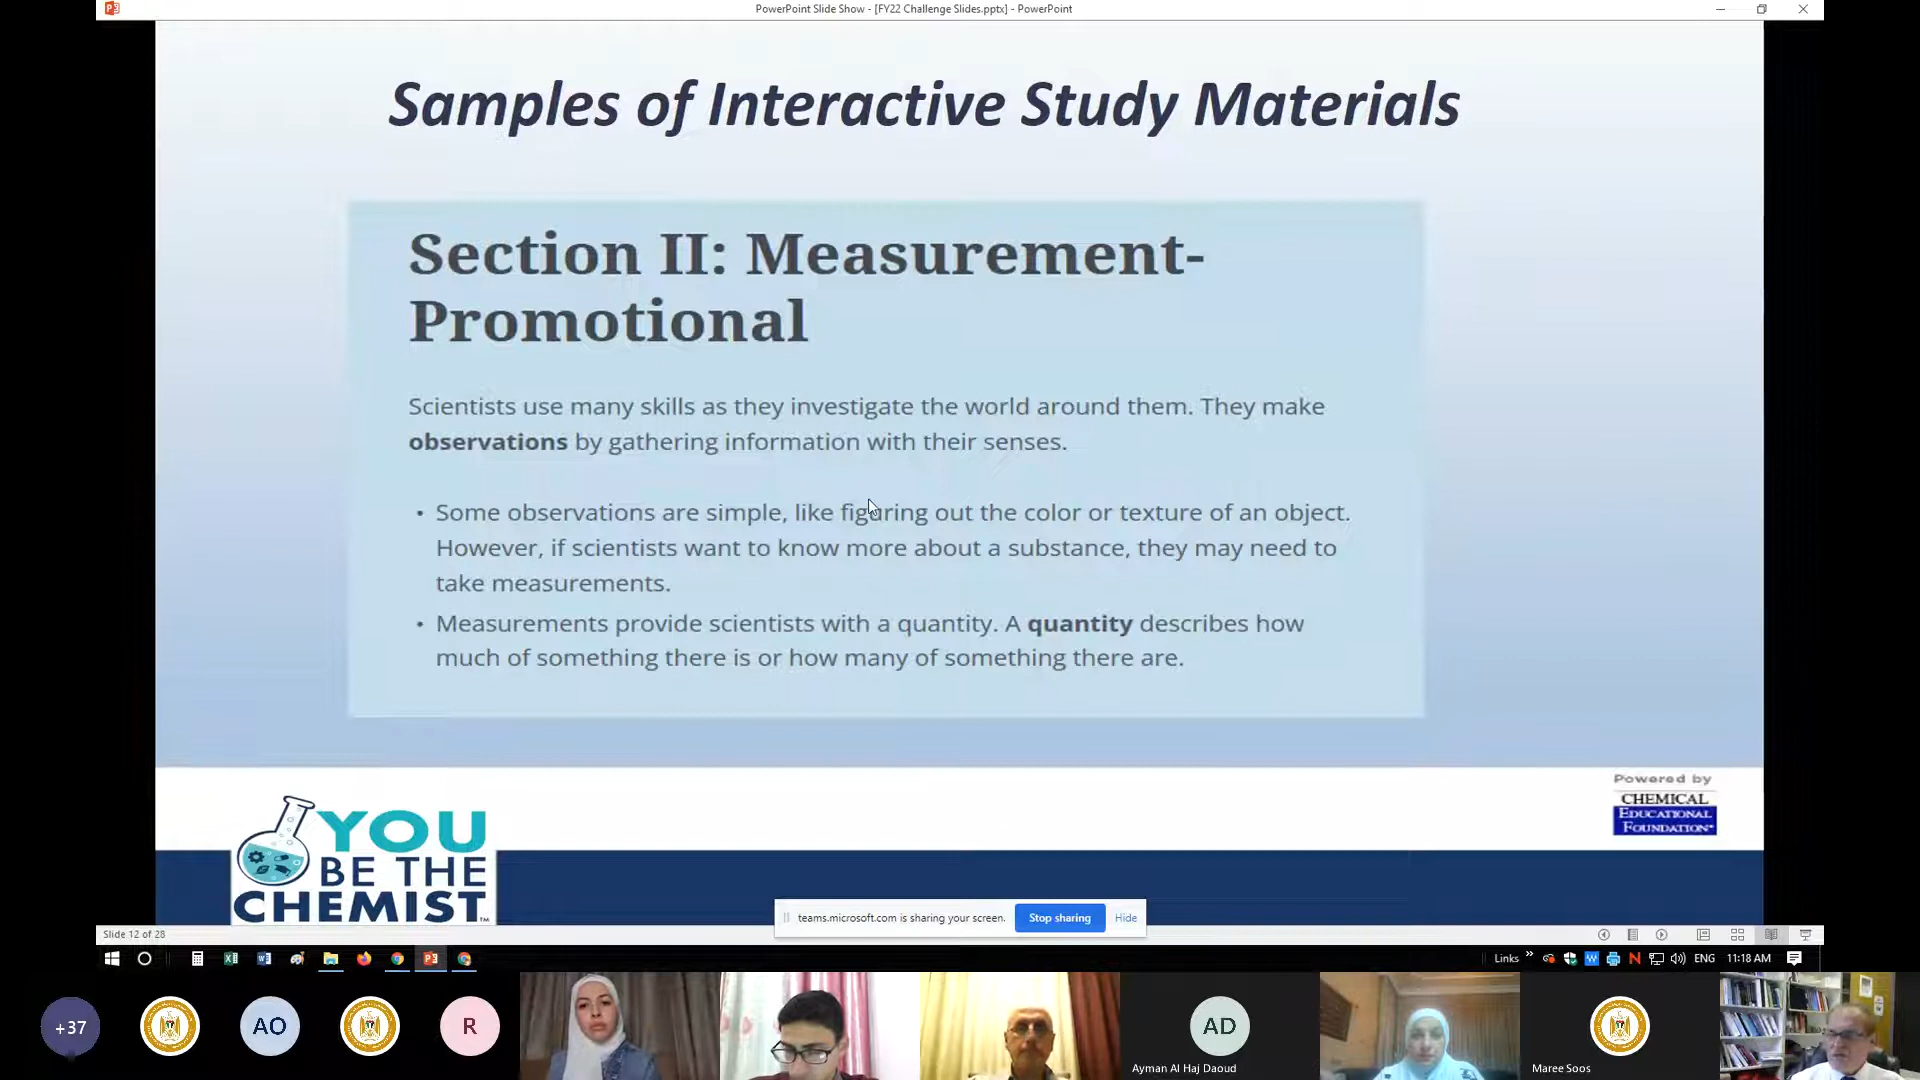 PowerPoint Slide Show - [FY22 Challenge Slides.pptx] - PowerPoint
Samples of Interactive Study Materials
Section II: Measurement-
Promotional
Scientists use many skills as they investigate the world around them. They make
observations by gathering information with their senses.
• Some observations are simple, like figuring out the color or texture of an object.
However, if scientists want to know more about a substance, they may need to
take measurements.
• Measurements provide scientists with a quantity. A quantity describes how
much of something there is or how many of something there are.
Powered by
CHEMICAL
EDUCATIONAL
FOUNDATION®
YOU
BE THE
CHEMIST™
teams.microsoft.com is sharing your screen.
Stop sharing
Hide
Slide 12 of 28
Links
ENG
11:18 AM
+37
AO
R
AD
Ayman Al Haj Daoud
Maree Soos